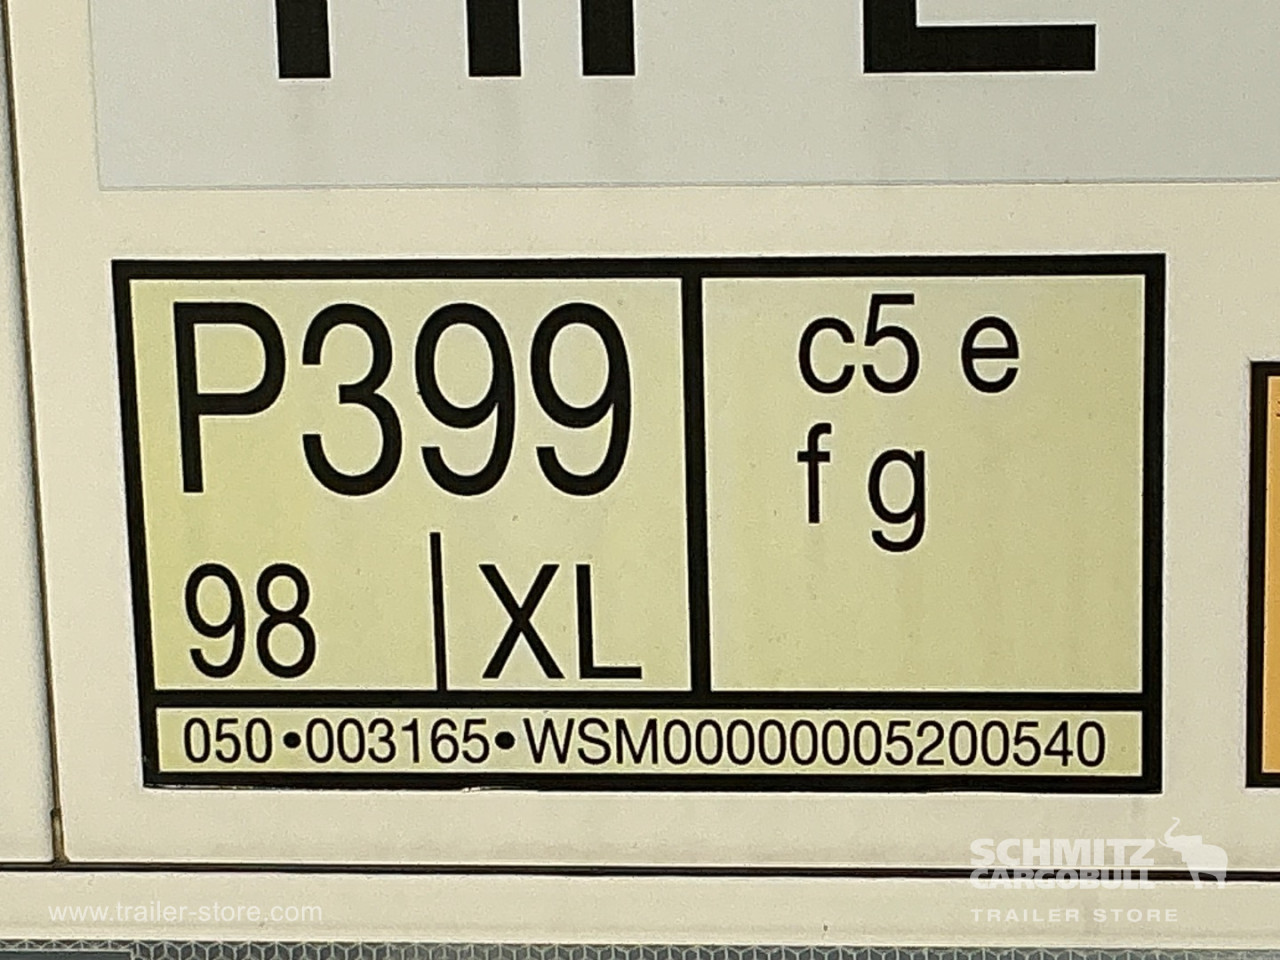 P399
98 | XL
c5 e
f g
050•003165•WSM00000005200540
SCHMITZ
CARGOBULL
TRAILER STORE
www.trailer-store.com